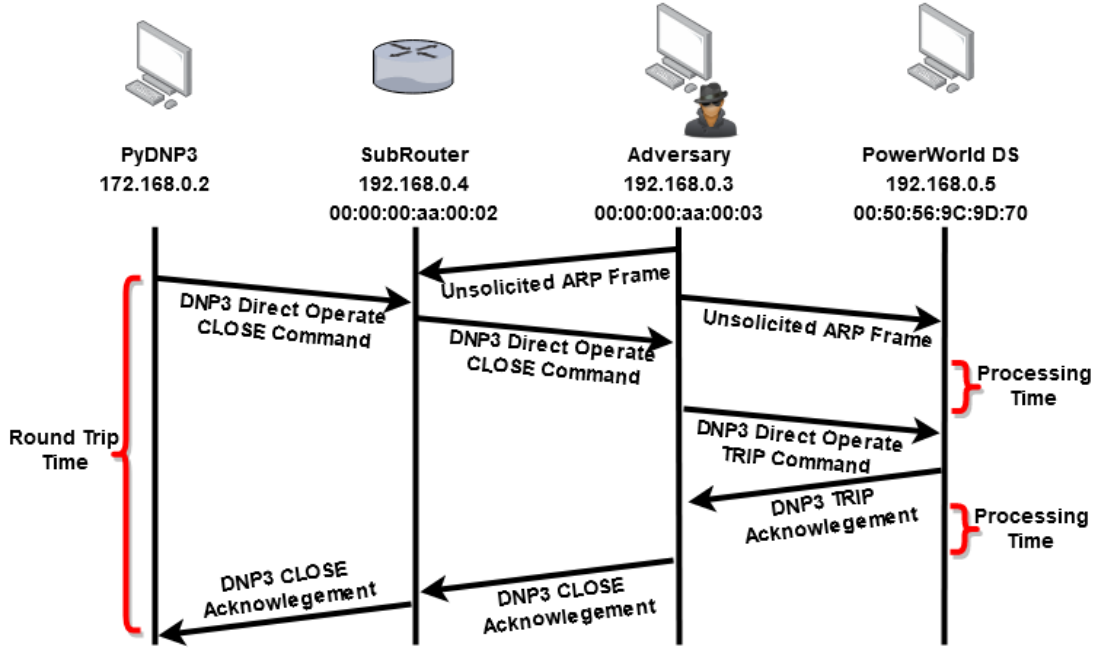 PyDNP3
172.168.0.2
SubRouter
192.168.0.4
00:00:00:aa:00:02
Adversary
192.168.0.3
00:00:00:aa:00:03
PowerWorld DS
192.168.0.5
00:50:56:9C:9D:70
Unsolicited ARP Frame
DNP3 Direct Operate
CLOSE Command
Unsolicited ARP Frame
DNP3 Direct Operate
CLOSE Command
Processing
Time
Round Trip
Time
DNP3 Direct Operate
TRIP Command
DNP3 TRIP
Acknowlegement
Processing
Time
DNP3 CLOSE
Acknowlegement
DNP3 CLOSE
Acknowlegement